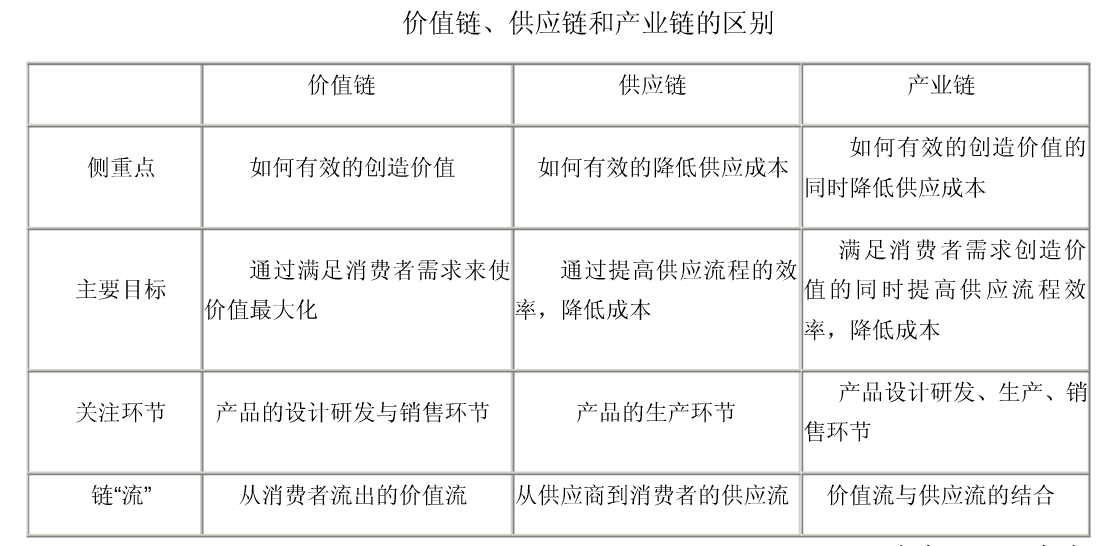 价值链、供应链和产业链的区别
价值链 供应链 产业链
侧重点 如何有效的创造价值 如何有效的降低供应成本 如何有效的创造价值的
同时降低供应成本
主要目标 通过满足消费者需求来使
价值最大化 通过提高供应流程的效
率，降低成本 满足消费者需求创造价
值的同时提高供应流程效
率，降低成本
关注环节 产品的设计研发与销售环节 产品的生产环节 产品设计研发、生产、销
售环节
链“流” 从消费者流出的价值流 从供应商到消费者的供应流 价值流与供应流的结合